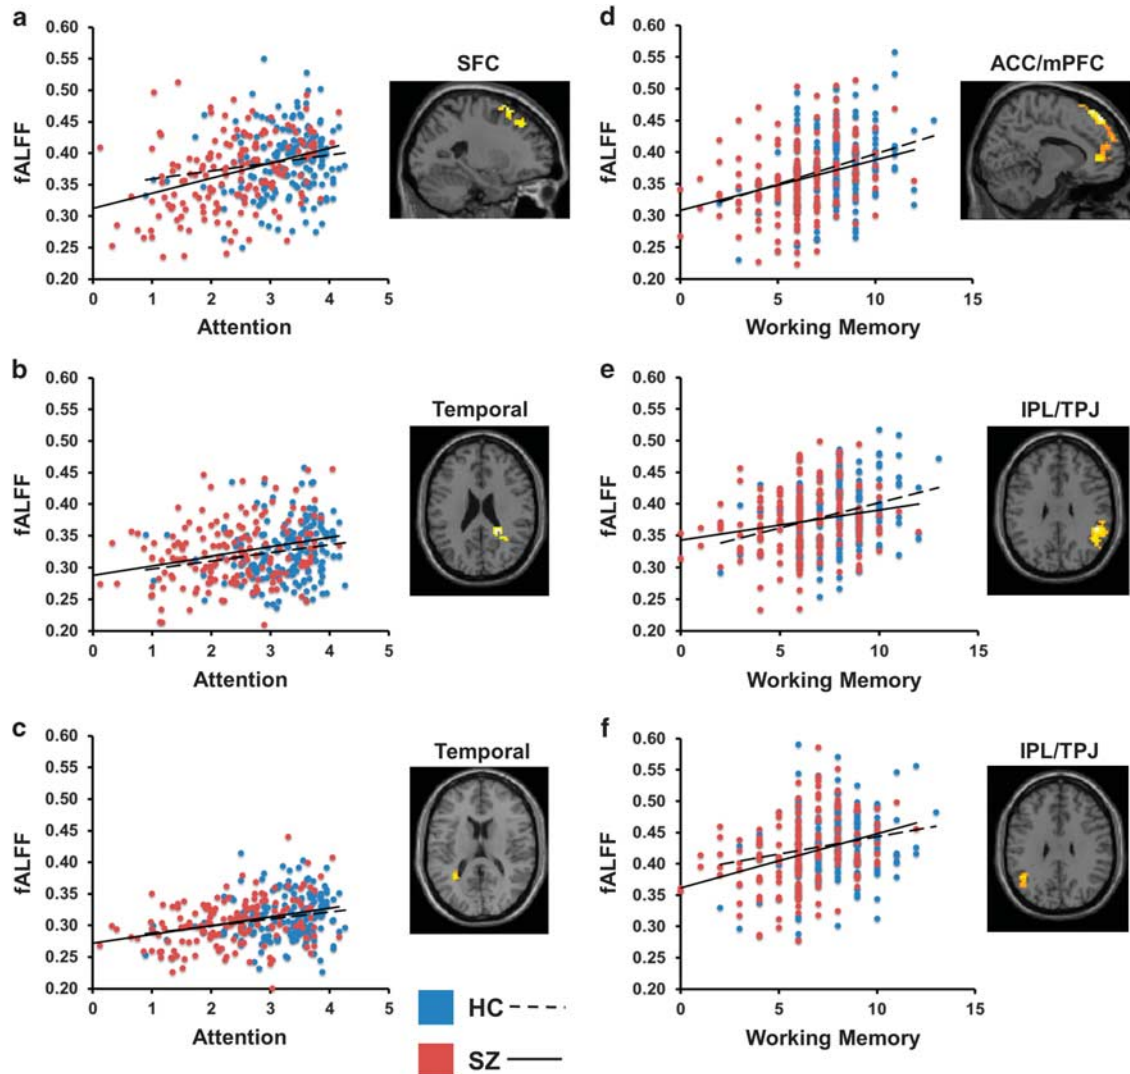 a
0.60
0.55
0.50
0.45
0.40
0.35
0.30
0.25
0.20
fALFF
0 1 2 3 4 5
Attention
SFC
b
0.60
0.55
0.50
0.45
0.40
0.35
0.30
0.25
0.20
fALFF
0 1 2 3 4 5
Attention
Temporal
c
0.60
0.55
0.50
0.45
0.40
0.35
0.30
0.25
0.20
fALFF
0 1 2 3 4 5
Attention
Temporal
d
0.60
0.55
0.50
0.45
0.40
0.35
0.30
0.25
0.20
fALFF
0 5 10 15
Working Memory
ACC/mPFC
e
0.60
0.55
0.50
0.45
0.40
0.35
0.30
0.25
0.20
fALFF
0 5 10 15
Working Memory
IPL/TPJ
f
0.60
0.55
0.50
0.45
0.40
0.35
0.30
0.25
0.20
fALFF
0 5 10 15
Working Memory
IPL/TPJ
HC
SZ